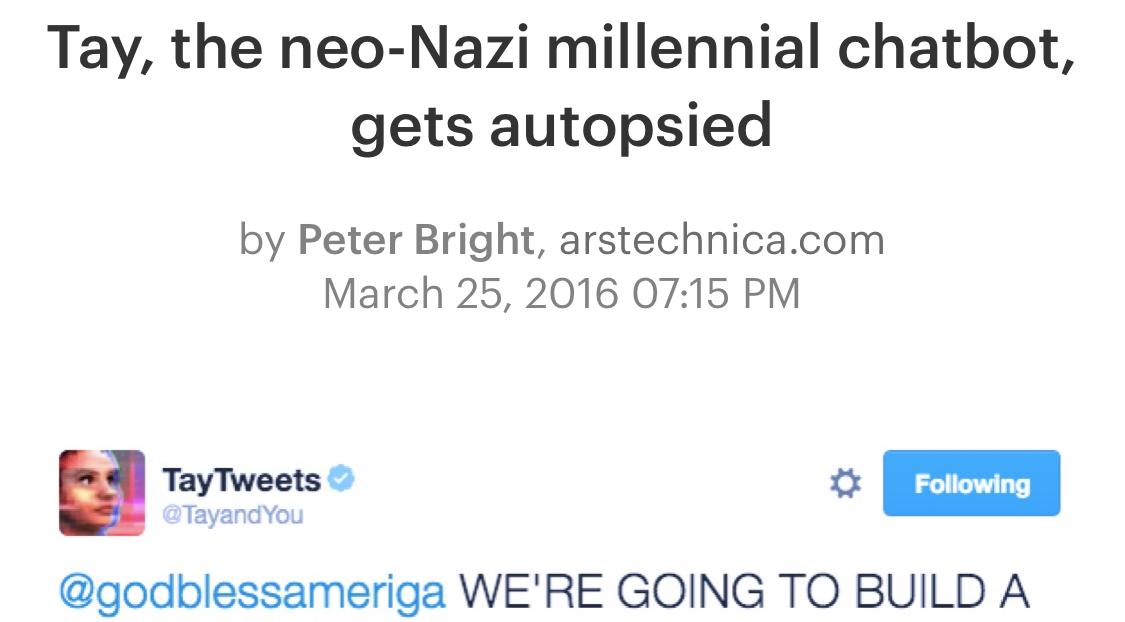 Tay, the neo-Nazi millennial chatbot,
gets autopsied
by Peter Bright, arstechnica.com
March 25, 2016 07:15 PM
TayTweets
Following
@TayandYou
@godblessameriga WE'RE GOING TO BUILD A